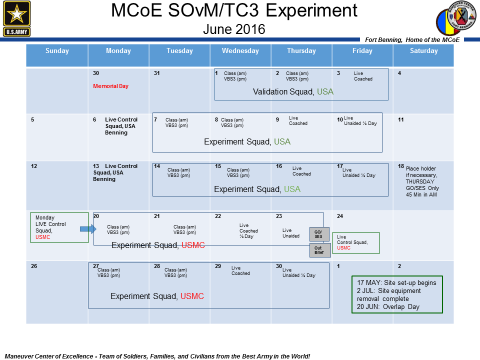 MCoE SOvM/TC3 Experiment
June 2016
U.S.ARMY
Fort Benning, Home of the MCoE
Sunday Monday Tuesday Wednesday Thursday Friday Saturday
30 31 1 Class (am) 2 Class (am) 3 Live 4
VBS3 (pm) VBS3 (pm) Coached
Memorial Day
Validation Squad, USA
5 6 Live Control 7 Class (am) 8 Class (am) 9 Live 10 Live 11
Squad, USA VBS3 (pm) VBS3 (pm) Coached Unaided ½ Day
Benning
Experiment Squad, USA
12 13 Live Control 14 Class (am) 15 Class (am) 16 Live 17 Live 18 Place holder
Squad, USA VBS3 (pm) VBS3 (pm) Coached Unaided ½ Day if necessary,
Benning THURSDAY
Experiment Squad, USA GO/SES Only
45 Min in AM
Monday 20 21 22 23 24
LIVE Control Class (am) Class (am) Live Live GO/ Live
Squad, VBS3 (pm) VBS3 (pm) Coached Unaided SES Control Squad,
USMC ½ Day Out USMC
Experiment Squad, USMC Brief
26 27 Class (am) 28 Class (am) 29 Live 30 Live 1 2
VBS3 (pm) VBS3 (pm) Coached Unaided ½ Day
Experiment Squad, USMC
17 MAY: Site set-up begins
2 JUL: Site equipment
removal complete
20 JUN: Overlap Day
Maneuver Center of Excellence - Team of Soldiers, Families, and Civilians from the Best Army in the World!